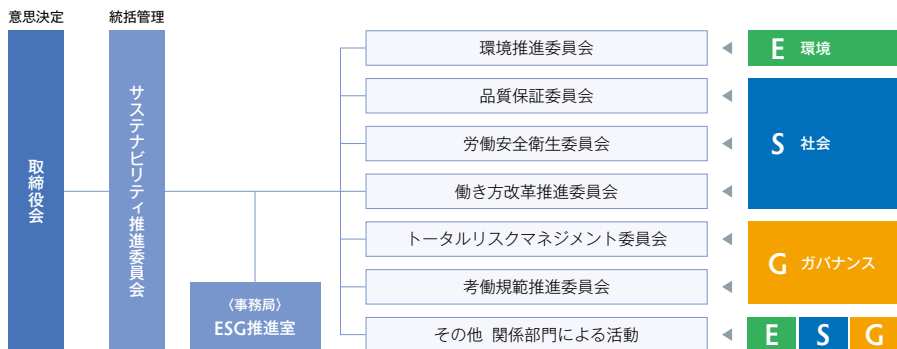 意思決定
統括管理
取締役会
サステナビリティ推進委員会
〈事務局〉
ESG推進室
環境推進委員会
品質保証委員会
労働安全衛生委員会
働き方改革推進委員会
トータルリスクマネジメント委員会
考働規範推進委員会
その他 関係部門による活動
E 環境
S 社会
G ガバナンス
E S G